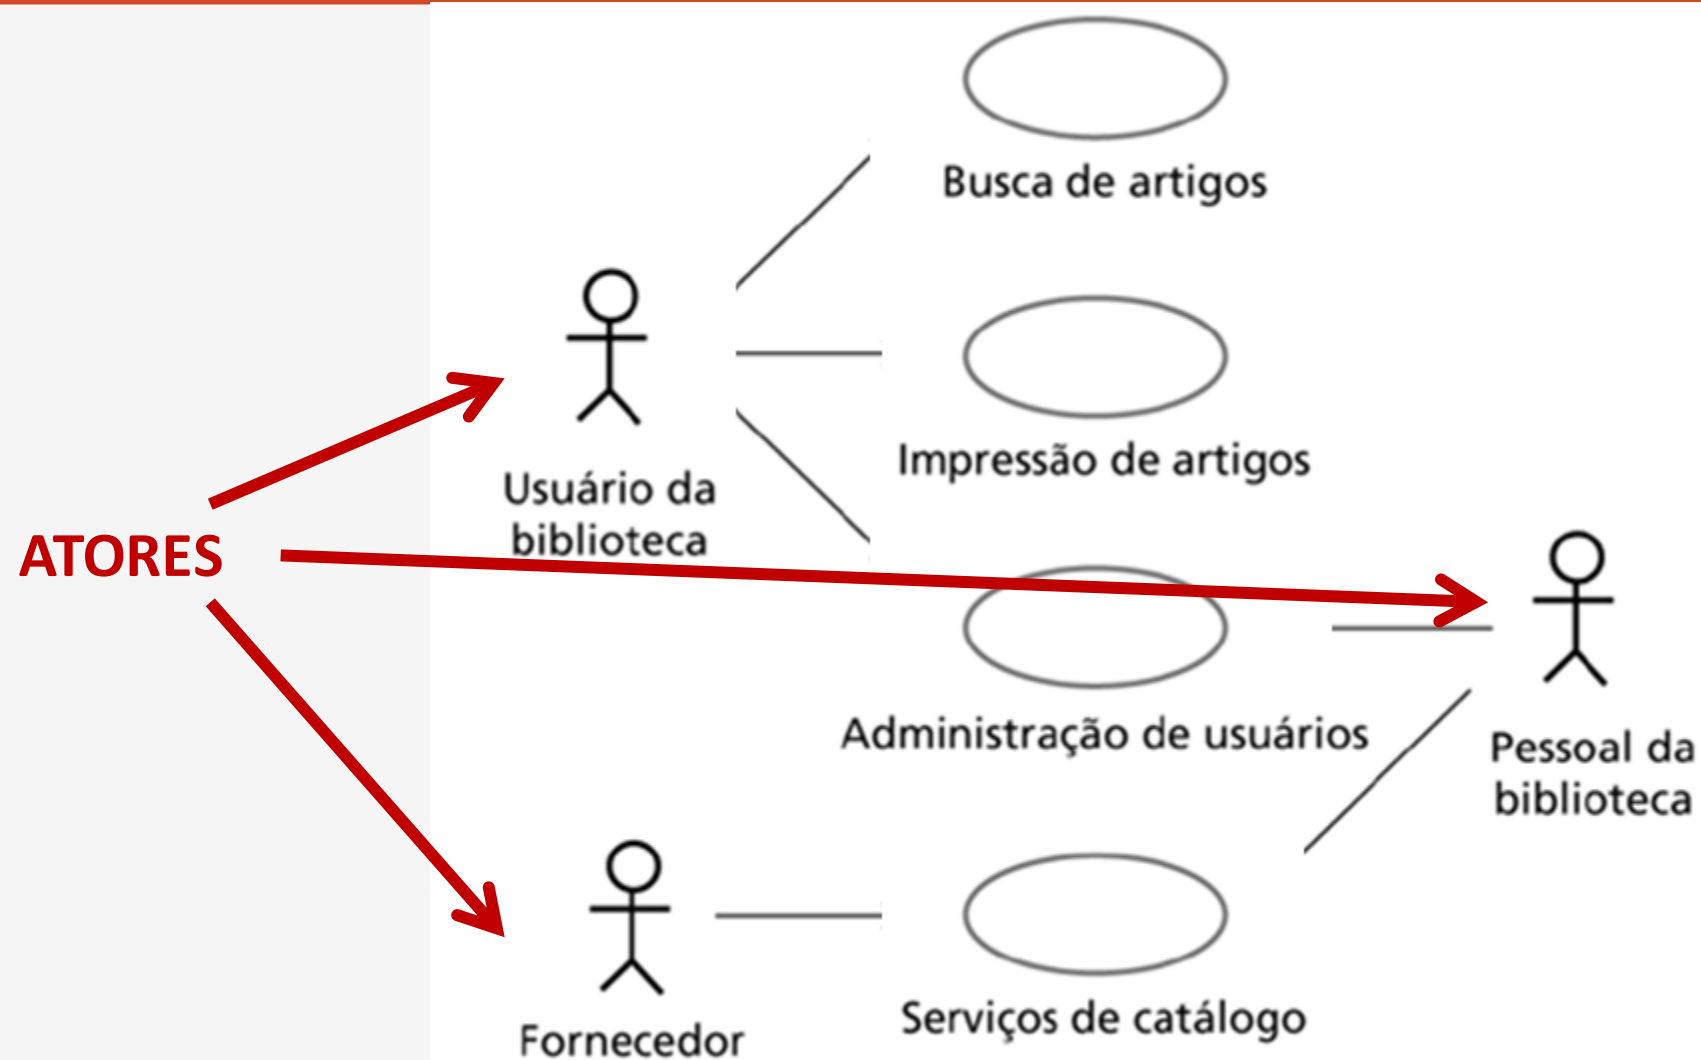 Busca de artigos
Impressão de artigos
Usuário da
biblioteca
ATORES
Administração de usuários
Pessoal da
biblioteca
Serviços de catálogo
Fornecedor